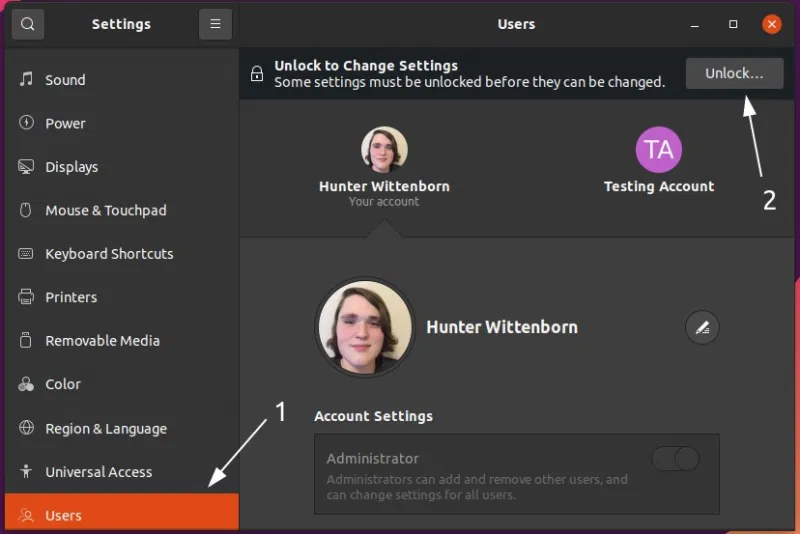 Settings
Users
Unlock to Change Settings
Some settings must be unlocked before they can be changed.
Unlock...
Sound
Power
Displays
Mouse & Touchpad
Keyboard Shortcuts
Printers
Removable Media
Color
Region & Language
Universal Access
Users
Hunter Wittenborn
Your account
TA
Testing Account
2
Hunter Wittenborn
1
Account Settings
Administrator
Administrators can add and remove other users, and
can change settings for all users.